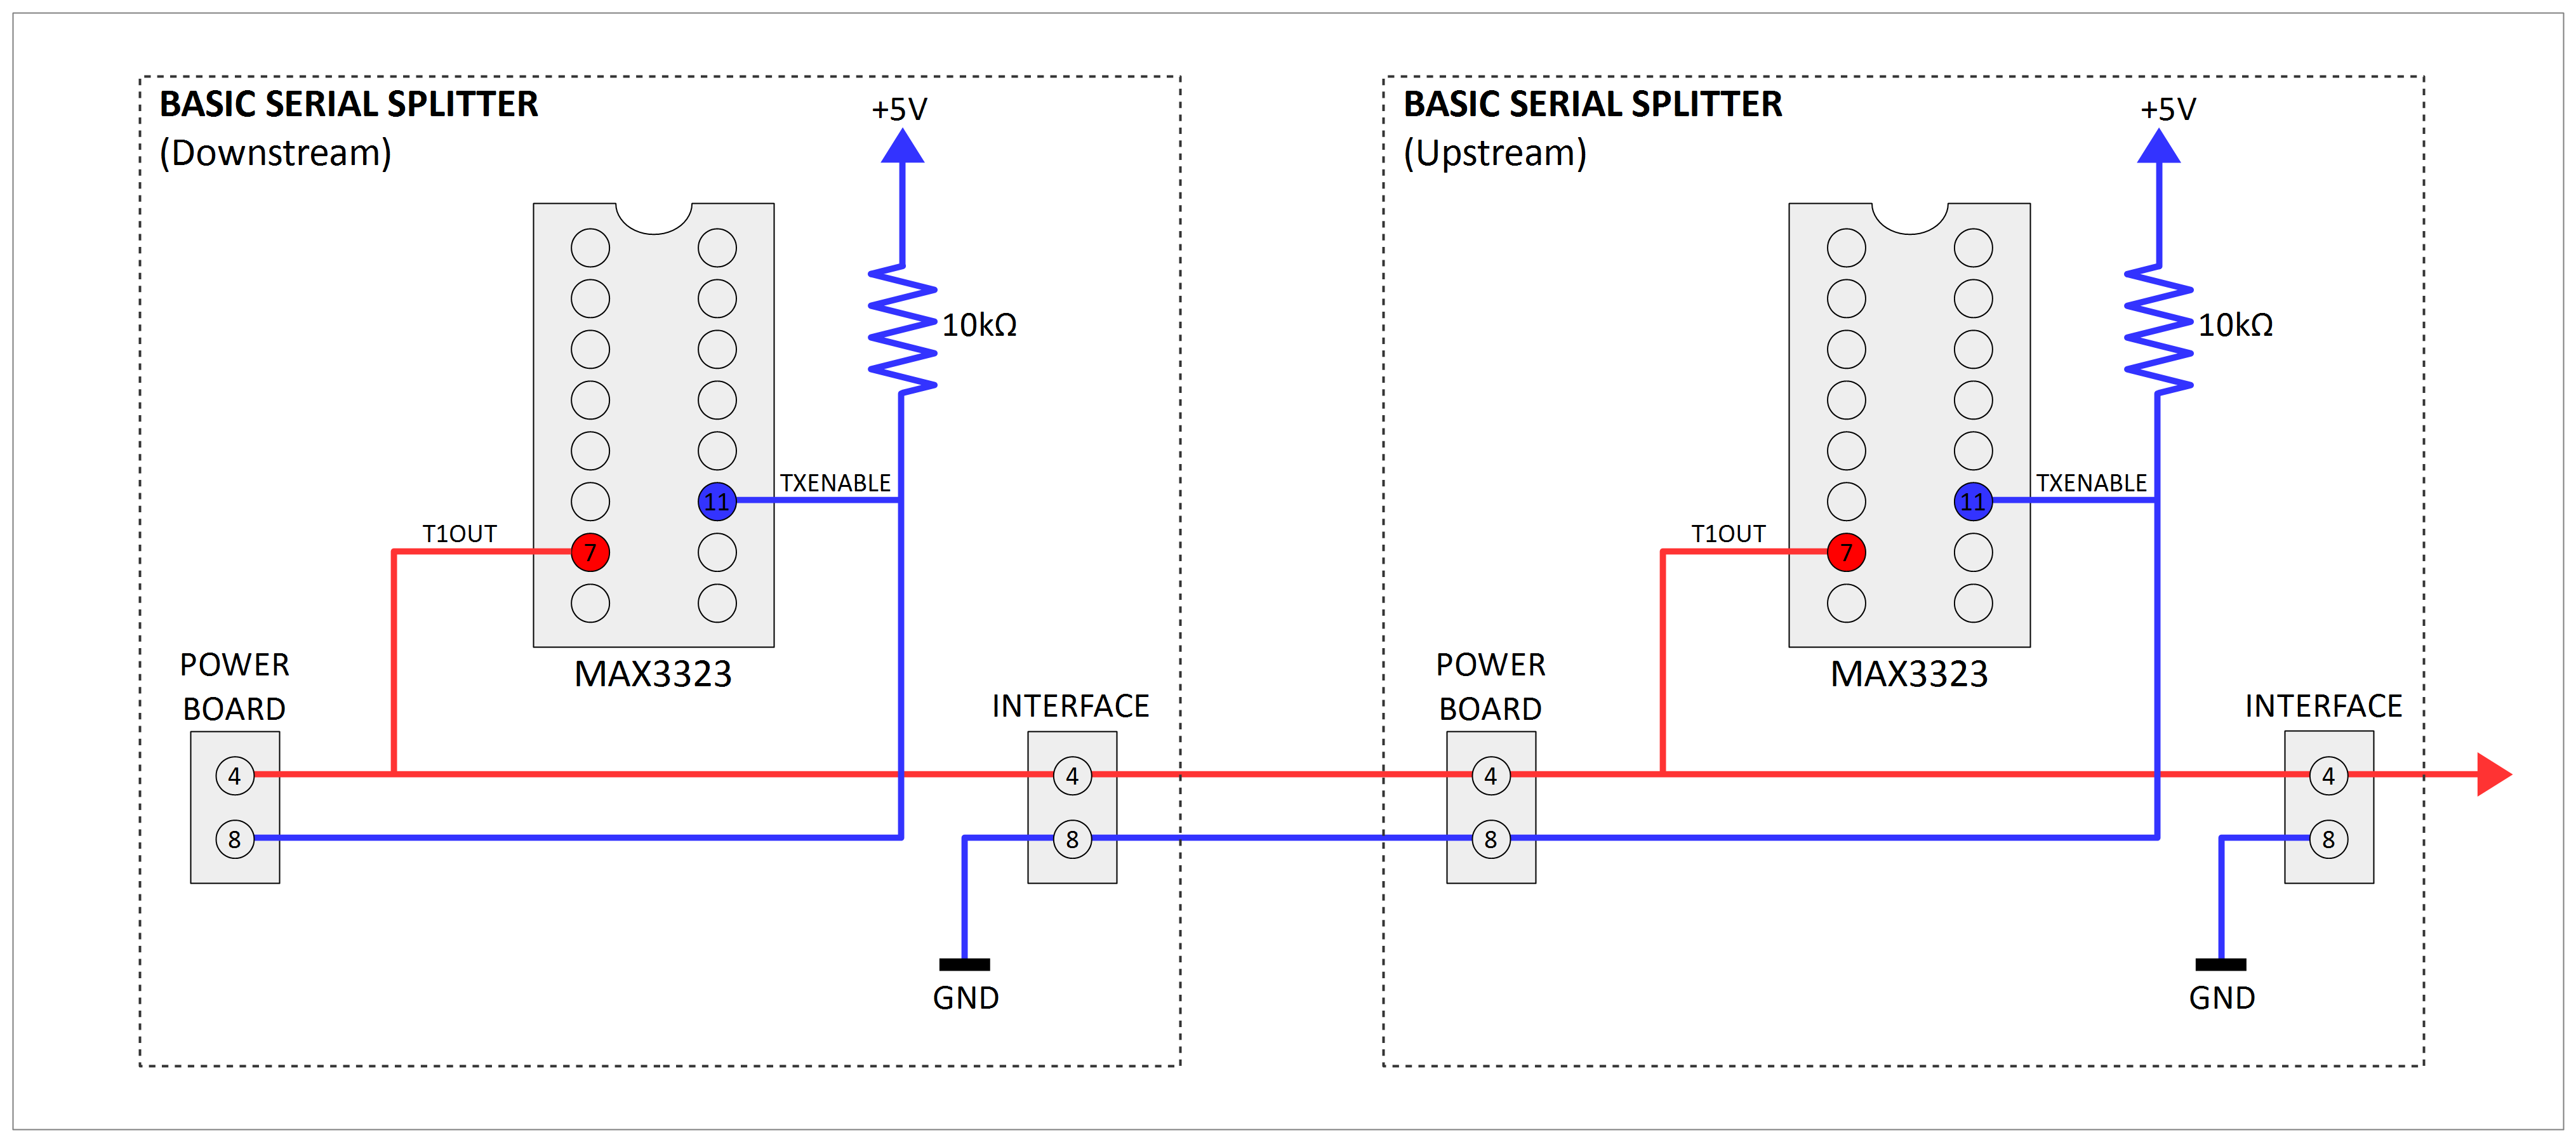 BASIC SERIAL SPLITTER
(Downstream)
+5V
10kΩ
11
TXENABLE
T1OUT
7
MAX3323
POWER
BOARD
4
8
INTERFACE
4
8
GND
BASIC SERIAL SPLITTER
(Upstream)
+5V
10kΩ
11
TXENABLE
T1OUT
7
MAX3323
POWER
BOARD
4
8
INTERFACE
4
8
GND